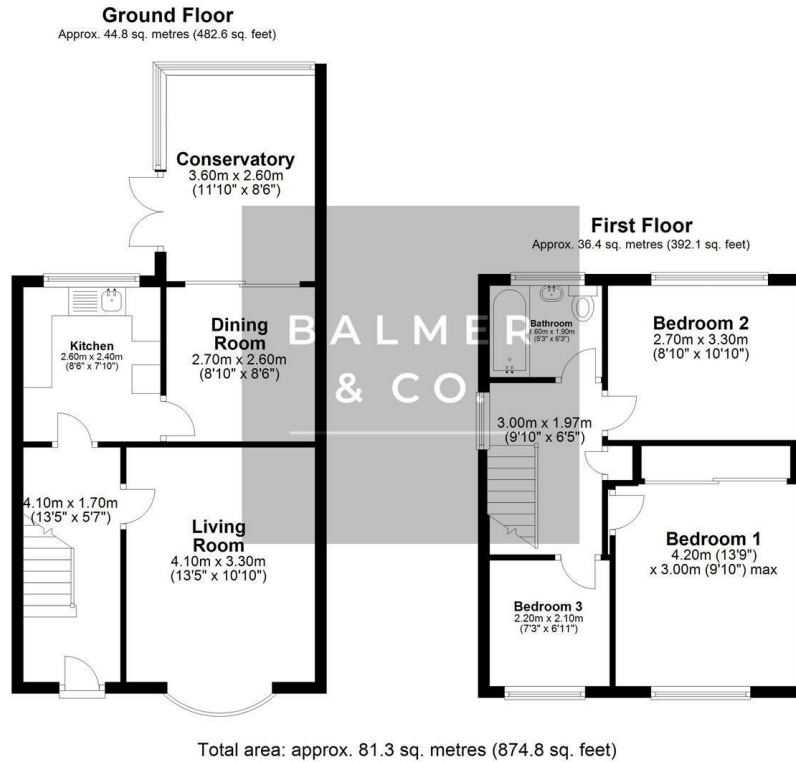 Ground Floor
Approx. 44.8 sq. metres (482.6 sq. feet)
Conservatory
3.60m x 2.60m
(11'10" x 8'6")
Kitchen
2.60m x 2.40m
(8'6" x 7'10")
Dining
Room
2.70m x 2.60m
(8'10" x 8'6")
4.10m x 1.70m
(13'5" x 5'7")
Living
Room
4.10m x 3.30m
(13'5" x 10'10")
BALMER
& CO.
First Floor
Approx. 36.4 sq. metres (392.1 sq. feet)
Bathroom
1.60m x 1.90m
(5'3" x 6'3")
Bedroom 2
2.70m x 3.30m
(8'10" x 10'10")
3.00m x 1.97m
(9'10" x 6'5")
Bedroom 1
4.20m (13'9")
x 3.00m (9'10") max
Bedroom 3
2.20m x 2.10m
(7'3" x 6'11")
Total area: approx. 81.3 sq. metres (874.8 sq. feet)